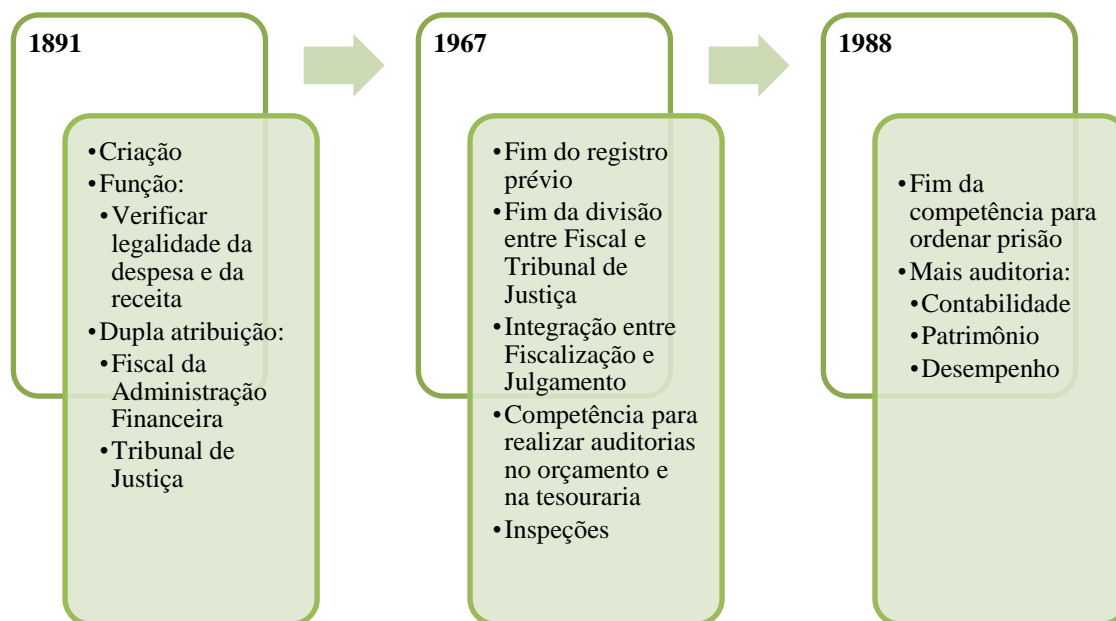 1891
•Criação
•Função:
•Verificar
legalidade da
despesa e da
receita
•Dupla atribuição:
•Fiscal da
Administração
Financeira
•Tribunal de
Justiça
1967
•Fim do registro
prévio
•Fim da divisão
entre Fiscal e
Tribunal de
Justiça
•Integração entre
Fiscalização e
Julgamento
•Competência para
realizar auditorias
no orçamento e
na tesouraria
•Inspeções
1988
•Fim da
competência para
ordenar prisão
•Mais auditoria:
•Contabilidade
•Patrimônio
•Desempenho